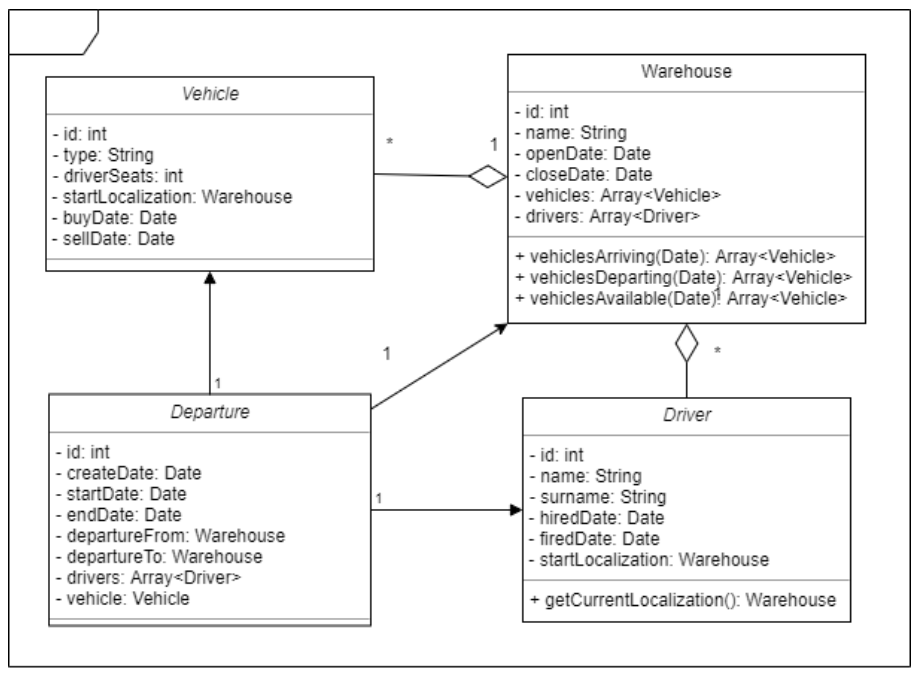 Vehicle
- id: int
- type: String
- driverSeats: int
- startLocalization: Warehouse
- buyDate: Date
- sellDate: Date
*
1
Warehouse
- id: int
- name: String
- openDate: Date
- closeDate: Date
- vehicles: Array<Vehicle>
- drivers: Array<Driver>
+ vehiclesArriving(Date): Array<Vehicle>
+ vehiclesDeparting(Date): Array<Vehicle>
+ vehiclesAvailable(Date): Array<Vehicle>
1
1
*
1
Departure
- id: int
- createDate: Date
- startDate: Date
- endDate: Date
- departureFrom: Warehouse
- departureTo: Warehouse
- drivers: Array<Driver>
- vehicle: Vehicle
1
Driver
- id: int
- name: String
- surname: String
- hiredDate: Date
- firedDate: Date
- startLocalization: Warehouse
+ getCurrentLocalization(): Warehouse